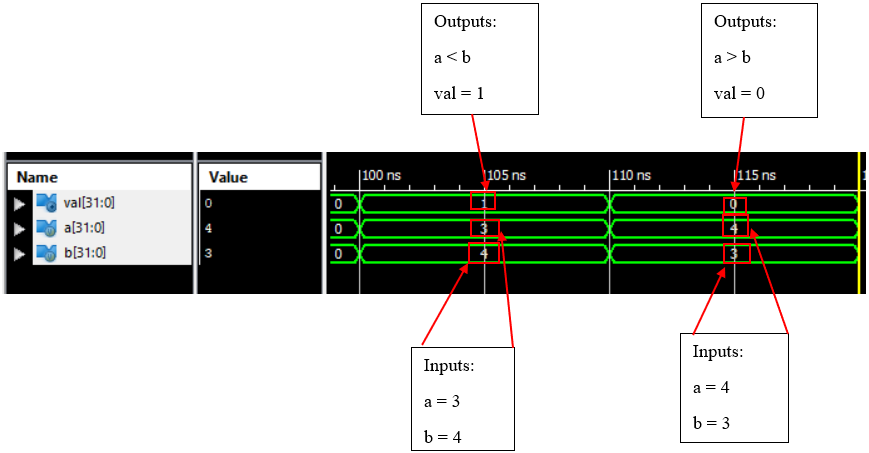 Outputs:
a < b
val = 1
Outputs:
a > b
val = 0
Name
Value
100 ns
105 ns
110 ns
115 ns
1
val[31:0]
0
0
1
0
a[31:0]
4
0
3
4
b[31:0]
3
0
4
3
Inputs:
a = 3
b = 4
Inputs:
a = 4
b = 3